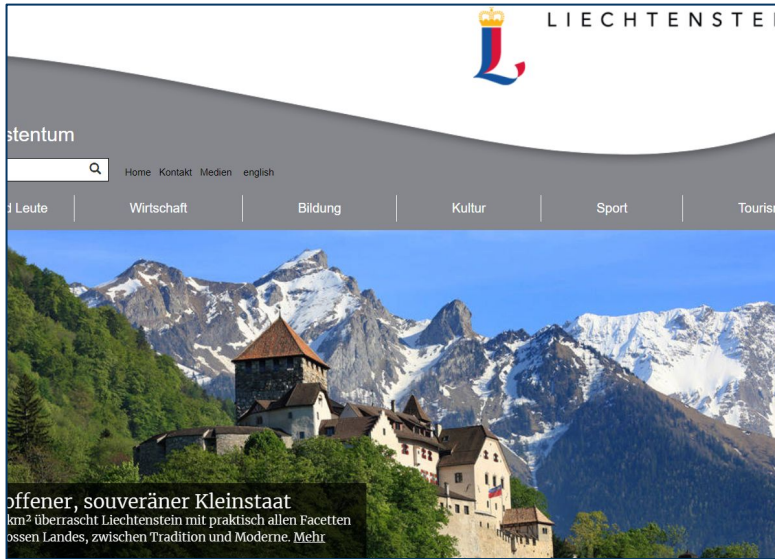 LIECHTENSTEI
stentum
Home Kontakt Medien english
d Leute Wirtschaft Bildung Kultur Sport Touris
offener, souveräner Kleinstaat
km² überrascht Liechtenstein mit praktisch allen Facetten
ossen Landes, zwischen Tradition und Moderne. Mehr